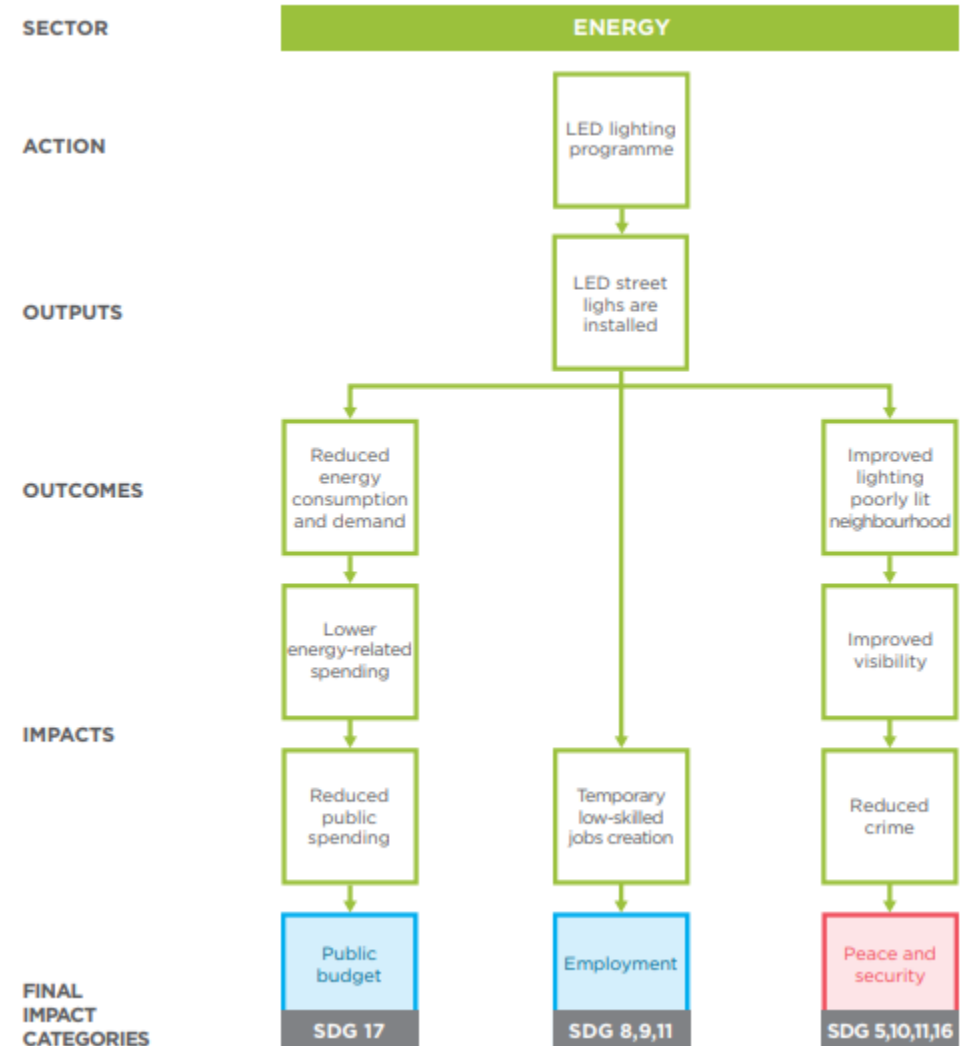 SECTOR
ENERGY
ACTION
LED lighting
programme
OUTPUTS
LED street
lighs are
installed
OUTCOMES
Reduced
energy
consumption
and demand
Improved
lighting
poorly lit
neighbourhood
IMPACTS
Lower
energy-related
spending
Improved
visibility
Reduced
public
spending
Temporary
low-skilled
jobs creation
Reduced
crime
FINAL
IMPACT
CATEGORIES
Public
budget
SDG 17
Employment
SDG 8,9,11
Peace and
security
SDG 5,10,11,16